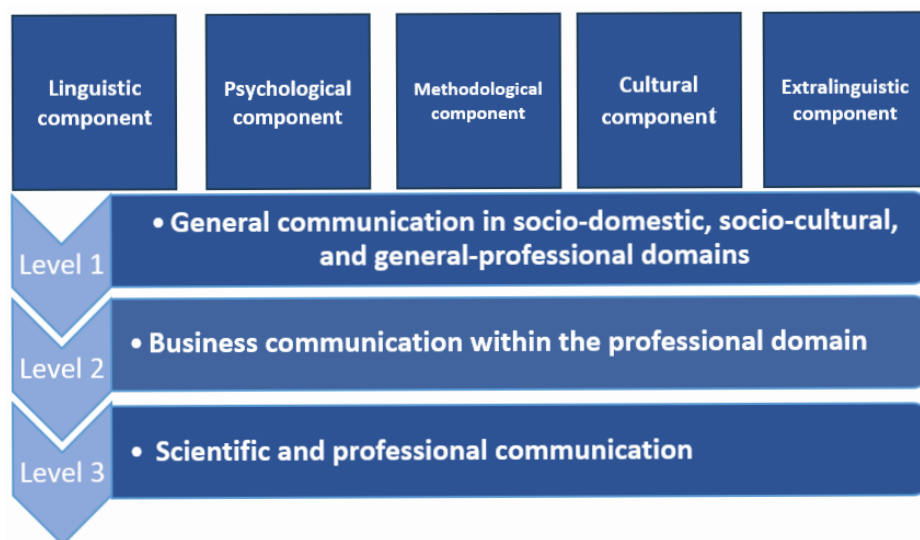 Linguistic
component
Psychological
component
Methodological
component
Cultural
component
Extralinguistic
component
Level 1
• General communication in socio-domestic, socio-cultural,
and general-professional domains
Level 2
• Business communication within the professional domain
Level 3
• Scientific and professional communication